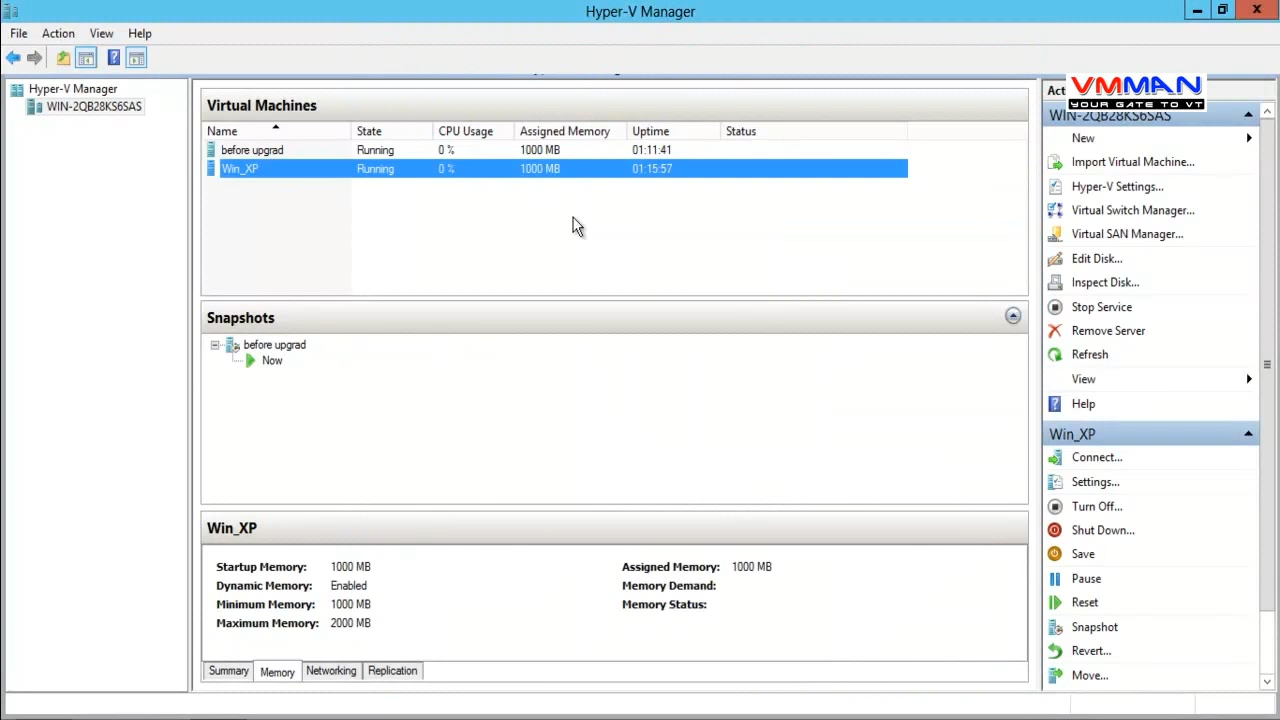 Hyper-V Manager
File Action View Help
Hyper-V Manager
WIN-2QB28KS6SAS
Virtual Machines
Name State CPU Usage Assigned Memory Uptime Status
before upgrad Running 0 % 1000 MB 01:11:41
Win_XP Running 0 % 1000 MB 01:15:57
Snapshots
before upgrad
Now
Win_XP
Startup Memory: 1000 MB Assigned Memory: 1000 MB
Dynamic Memory: Enabled Memory Demand:
Minimum Memory: 1000 MB Memory Status:
Maximum Memory: 2000 MB
Summary Memory Networking Replication
Act
VMMAN
YOUR GATE TO VT
WIN-2QB28KS6SAS
New
Import Virtual Machine...
Hyper-V Settings...
Virtual Switch Manager...
Virtual SAN Manager...
Edit Disk...
Inspect Disk...
Stop Service
Remove Server
Refresh
View
Help
Win_XP
Connect...
Settings...
Turn Off...
Shut Down...
Save
Pause
Reset
Snapshot
Revert...
Move...